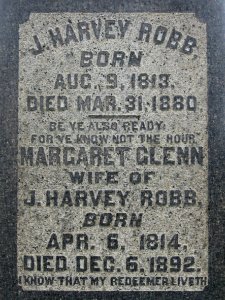 J. HARVEY ROBB,
BORN
AUG. 9, 1813,
DIED MAR. 31, 1880.
BE YE ALSO READY:
FOR YE KNOW NOT THE HOUR.
MARGARET GLENN
WIFE OF
J. HARVEY ROBB,
BORN
APR. 6, 1814,
DIED DEC. 6, 1892.
I KNOW THAT MY REDEEMER LIVETH